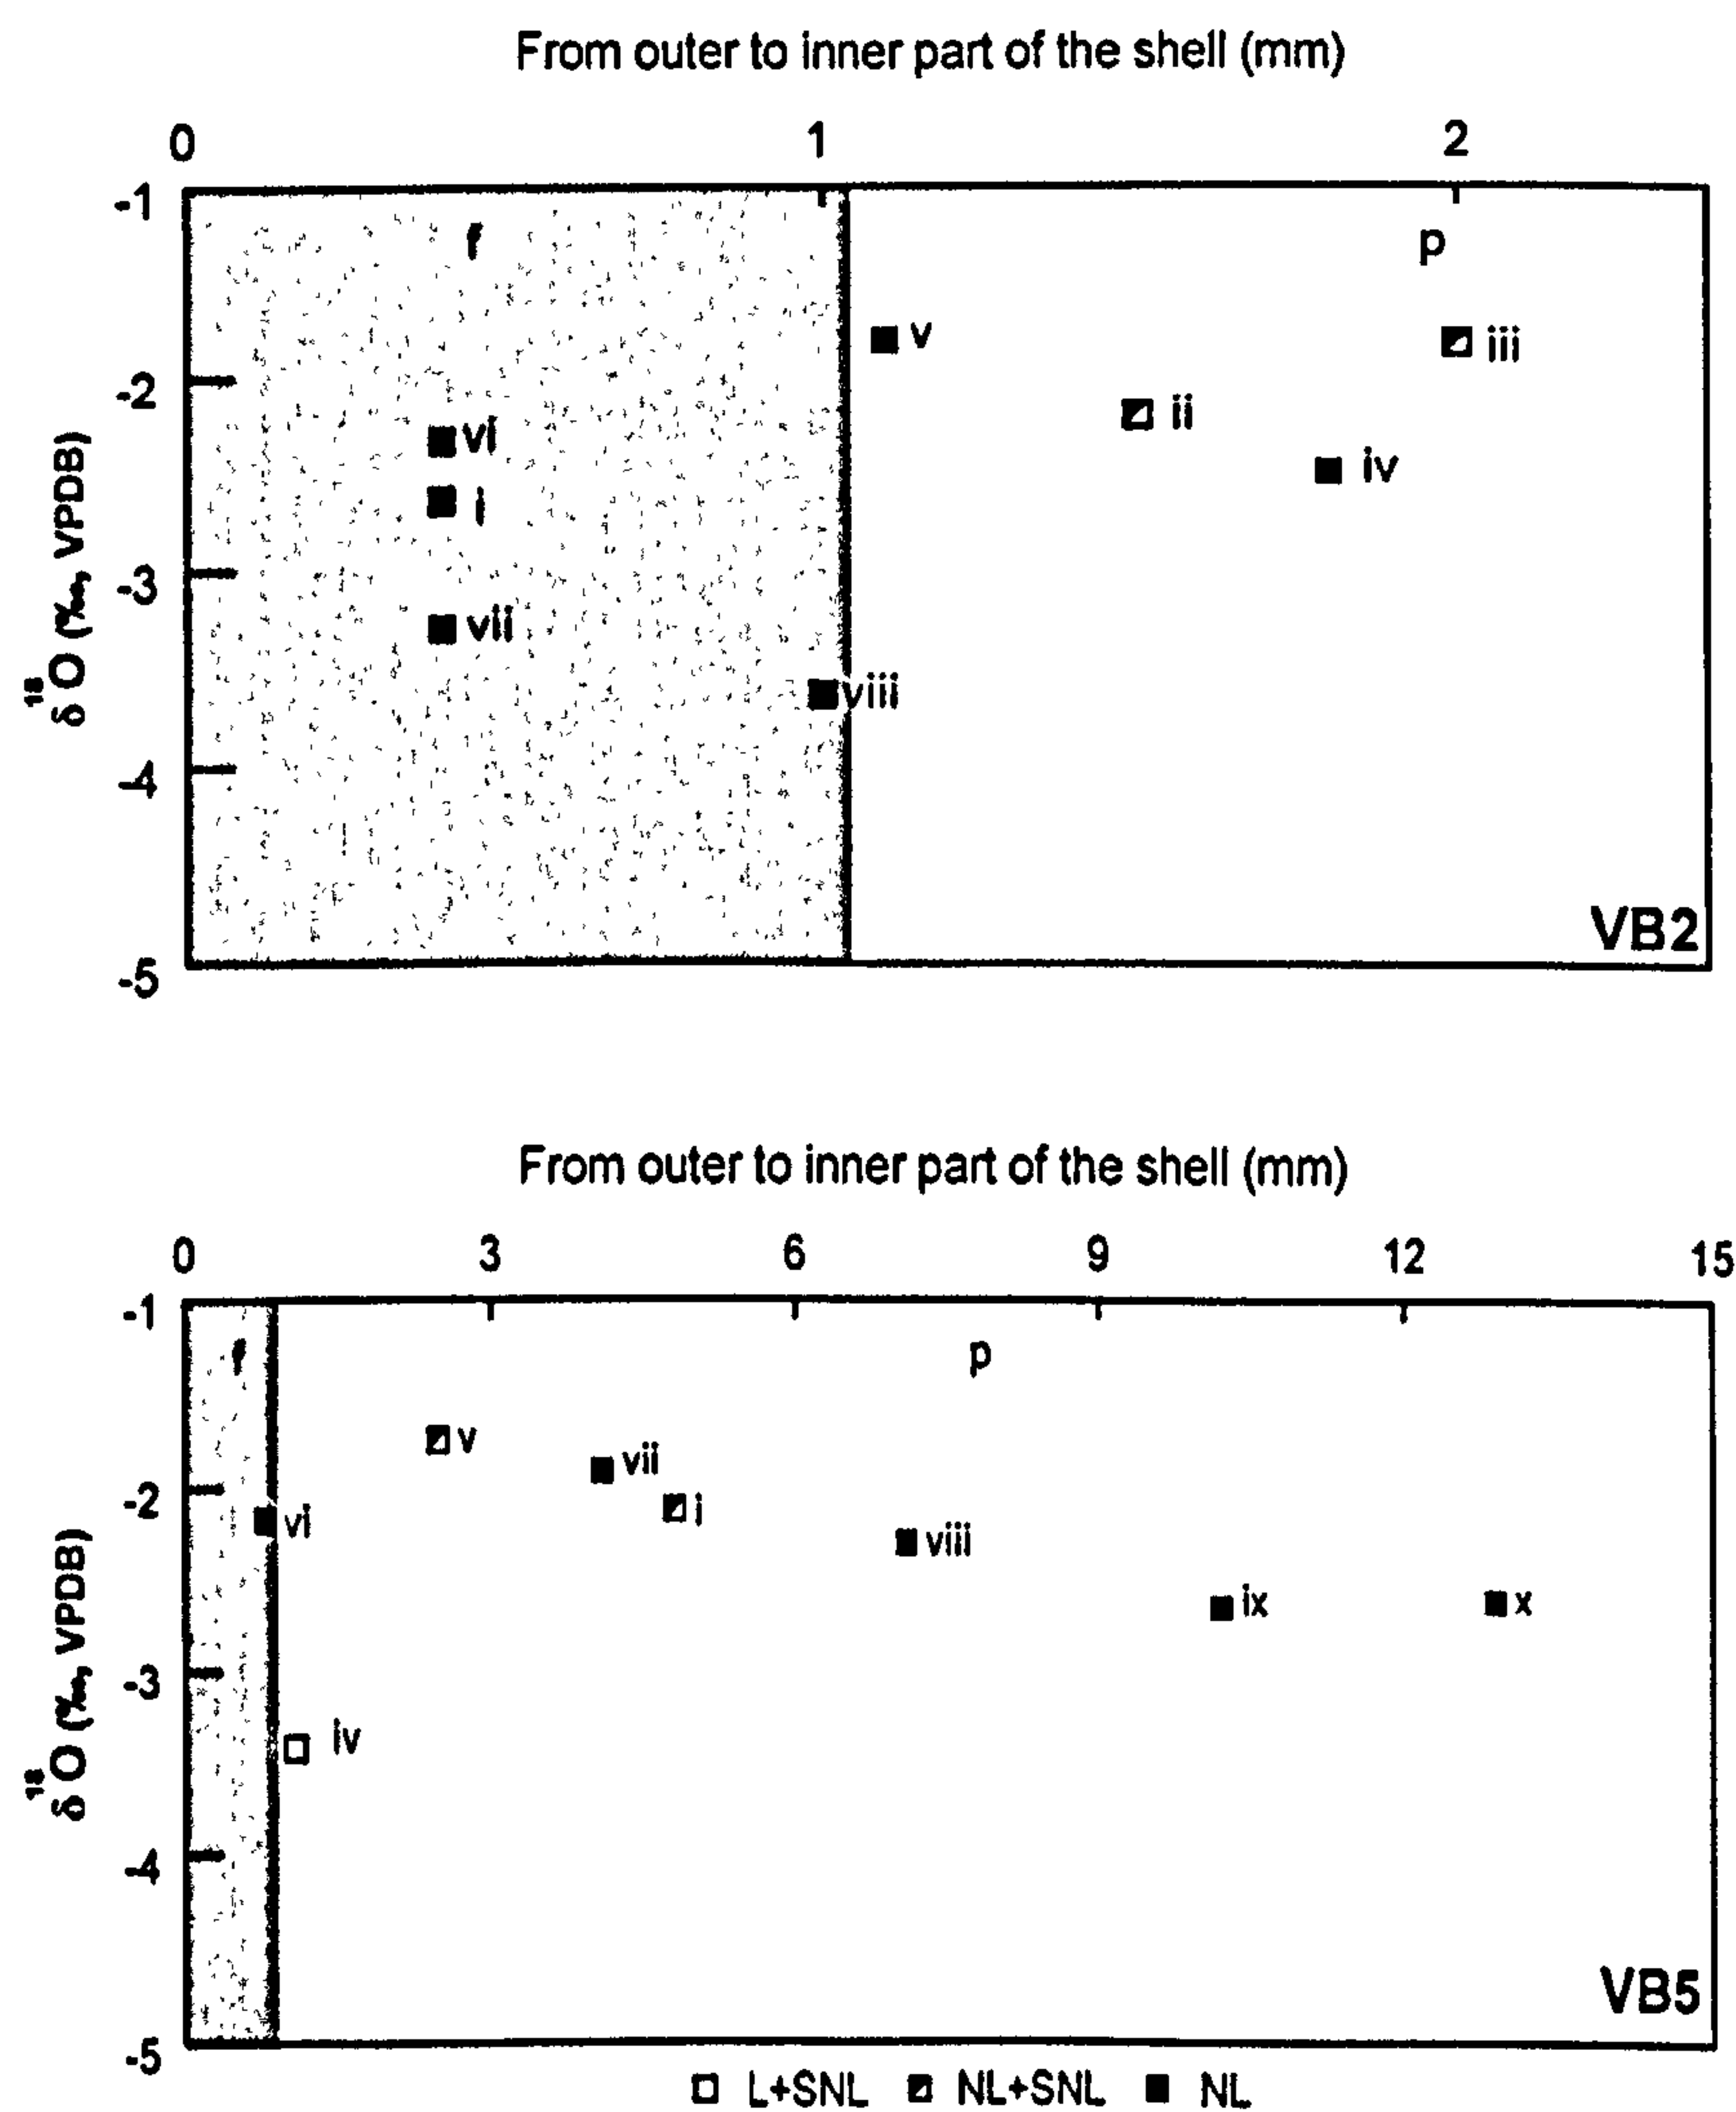 From outer to inner part of the shell (mm)
0 1 2
-1
f p
v iii
-2
ii
vi iv
i
-3
vii
viii
-4
VB2
-5
δ18O (‰, VPDB)
From outer to inner part of the shell (mm)
0 3 6 9 12 15
-1
f p
v vii
-2 i
vi viii
ix x
-3
iv
-4
VB5
-5
δ18O (‰, VPDB)
L+SNL NL+SNL NL